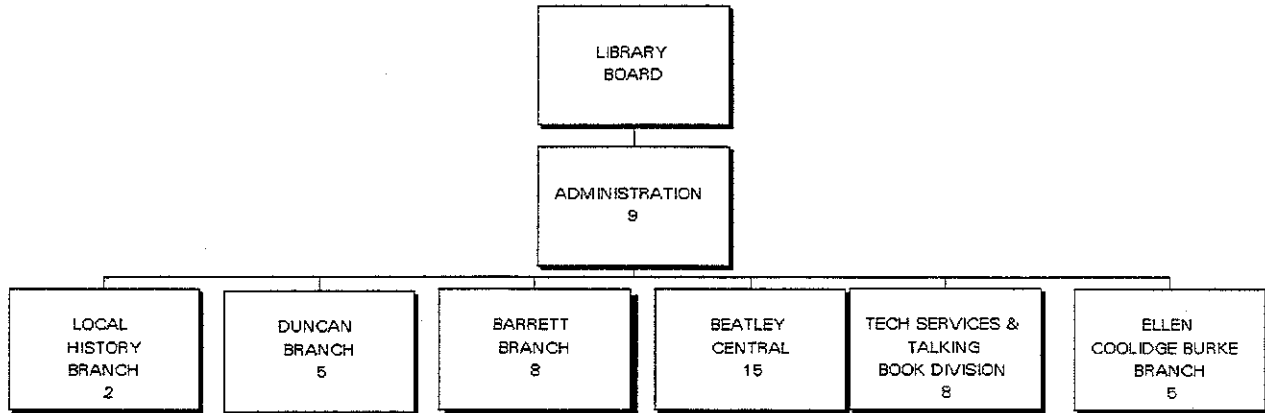 LIBRARY
BOARD
ADMINISTRATION
9
LOCAL
HISTORY
BRANCH
2
DUNCAN
BRANCH
5
BARRETT
BRANCH
8
BEATLEY
CENTRAL
15
TECH SERVICES &
TALKING
BOOK DIVISION
8
ELLEN
COOLIDGE BURKE
BRANCH
5